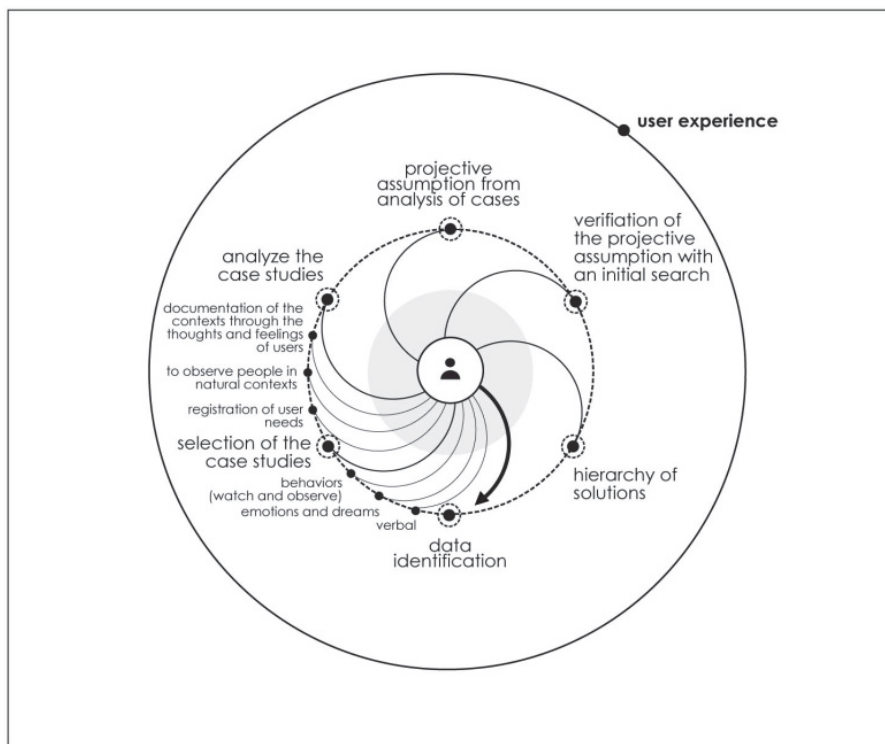 user experience
projective
assumption from
analysis of cases
verifiation of
the projective
assumption with
an initial search
analyze the
case studies
documentation of the
contexts through the
thoughts and feelings
of users
to observe people in
natural contexts
registration of user
needs
selection of the
case studies
behaviors
(watch and observe)
emotions and dreams
verbal
data
identification
hierarchy of
solutions